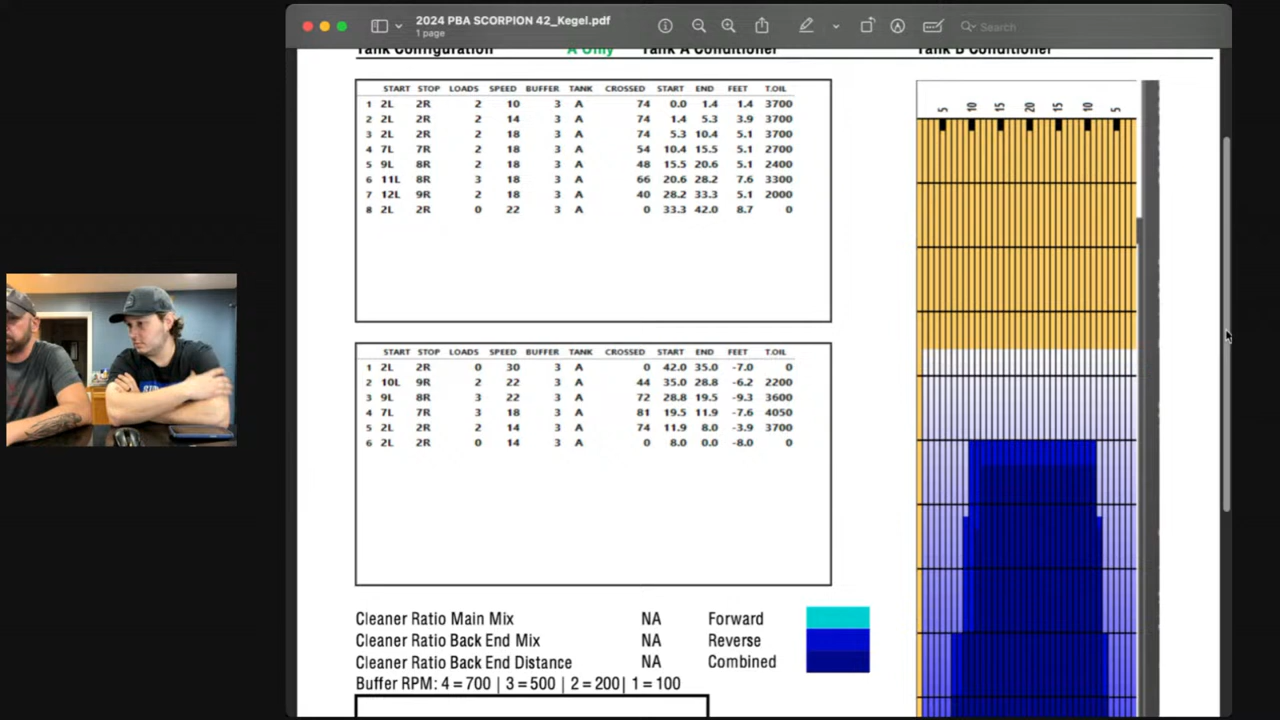 2024 PBA SCORPION 42_Kegel.pdf
1 page
Search
Tank Configuration A Only Tank A Conditioner Tank B Conditioner
START STOP LOADS SPEED BUFFER TANK CROSSED START END FEET T.OIL
1 2L 2R 2 10 3 A 74 0.0 1.4 1.4 3700
2 2L 2R 2 14 3 A 74 1.4 5.3 3.9 3700
3 2L 2R 2 18 3 A 74 5.3 10.4 5.1 3700
4 7L 7R 2 18 3 A 54 10.4 15.5 5.1 2700
5 9L 8R 2 18 3 A 48 15.5 20.6 5.1 2400
6 11L 8R 3 18 3 A 66 20.6 28.2 7.6 3300
7 12L 9R 2 18 3 A 40 28.2 33.3 5.1 2000
8 2L 2R 0 22 3 A 0 33.3 42.0 8.7 0
5 10 15 20 15 10 5
START STOP LOADS SPEED BUFFER TANK CROSSED START END FEET T.OIL
1 2L 2R 0 30 3 A 0 42.0 35.0 -7.0 0
2 10L 9R 2 22 3 A 44 35.0 28.8 -6.2 2200
3 9L 8R 3 22 3 A 72 28.8 19.5 -9.3 3600
4 7L 7R 3 18 3 A 81 19.5 11.9 -7.6 4050
5 2L 2R 2 14 3 A 74 11.9 8.0 -3.9 3700
6 2L 2R 0 14 3 A 0 8.0 0.0 -8.0 0
Cleaner Ratio Main Mix NA Forward
Cleaner Ratio Back End Mix NA Reverse
Cleaner Ratio Back End Distance NA Combined
Buffer RPM: 4 = 700 | 3 = 500 | 2 = 200| 1 = 100